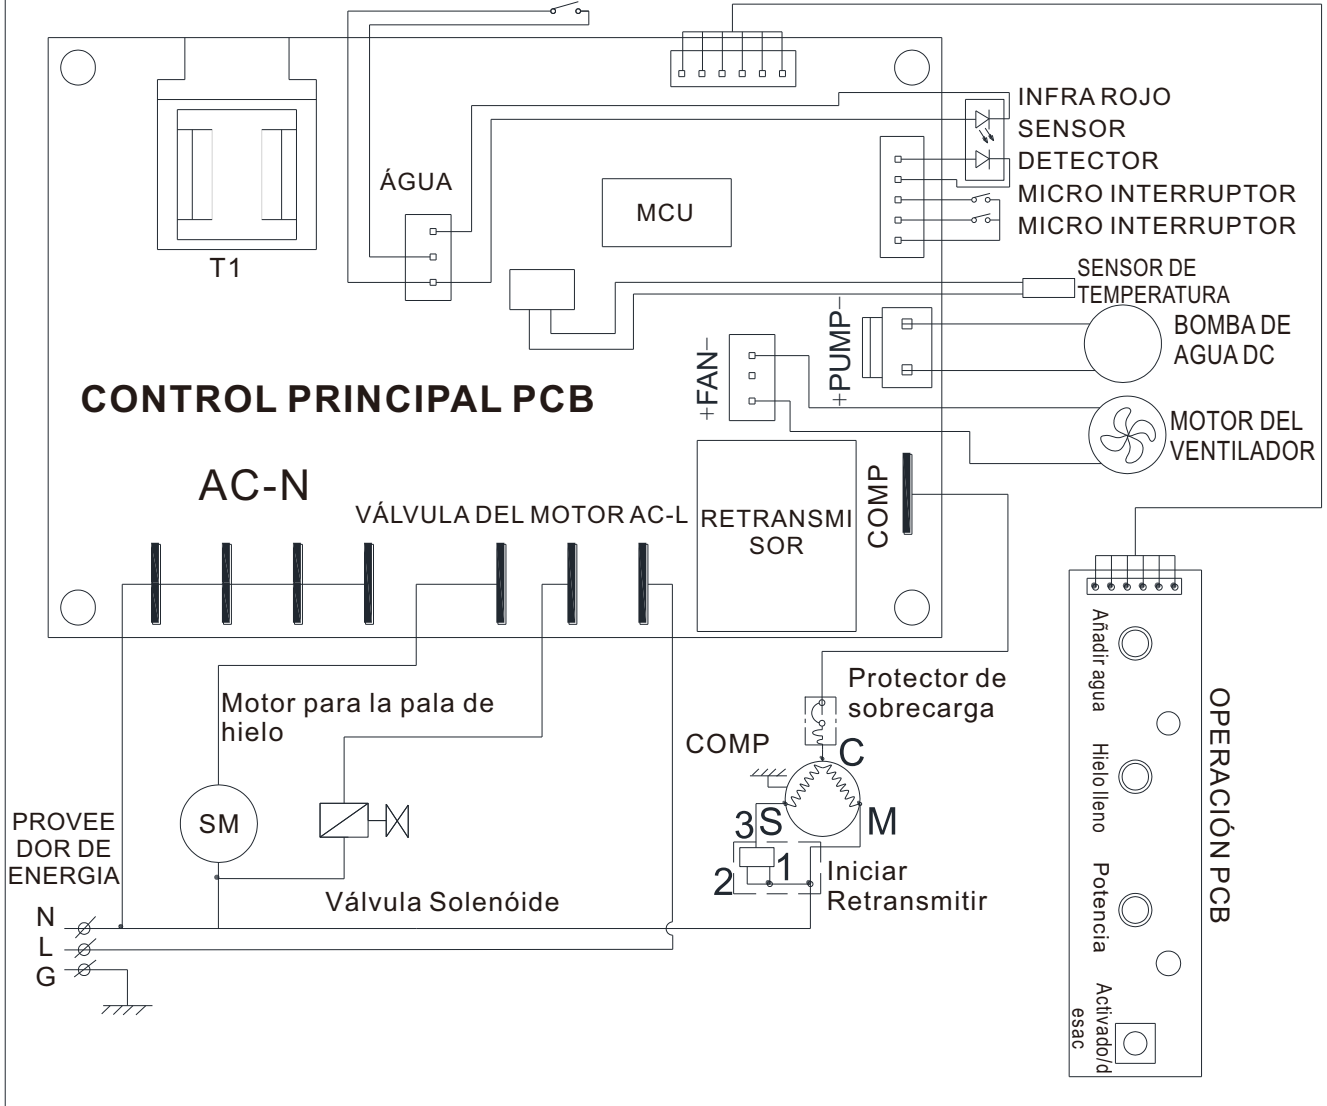 INFRA ROJO
SENSOR
DETECTOR
MICRO INTERRUPTOR
MICRO INTERRUPTOR
ÁGUA
MCU
T1
SENSOR DE
TEMPERATURA
BOMBA DE
AGUA DC
+PUMP−
+FAN−
CONTROL PRINCIPAL PCB
MOTOR DEL
VENTILADOR
AC-N
VÁLVULA DEL MOTOR AC-L
RETRANSMI
SOR
COMP
Motor para la pala de
hielo
Protector de
sobrecarga
COMP
C
S
M
3
2
1
SM
Iniciar
Retransmitir
Válvula Solenóide
PROVEE
DOR DE
ENERGIA
N
L
G
Añadir agua
Hielo lleno
Potencia
Activado/d
esac
OPERACIÓN PCB